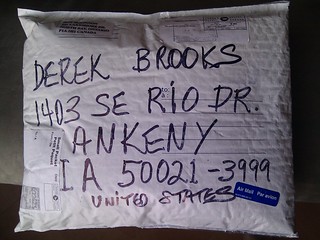 DEREK BROOKS
1403 SE RIO DR.
ANKENY
IA 50021-3999
UNITED STATES
Air Mail Par avion